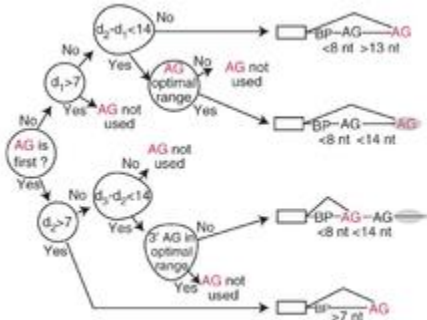 d₂-d₁<14
No
BP AG AG
<8 nt >13 nt
No
Yes
d₁>7
AG
optimal
range
No
AG not
used
Yes
AG not
used
Yes
BP AG AG
<8 nt <14 nt
No
AG is
first ?
AG not
used
No
Yes
No
d₃-d₂<14
d₂>7
Yes
No
BP AG AG
<8 nt <14 nt
3' AG in
optimal
range
Yes
Yes
AG not
used
BP AG
>7 nt